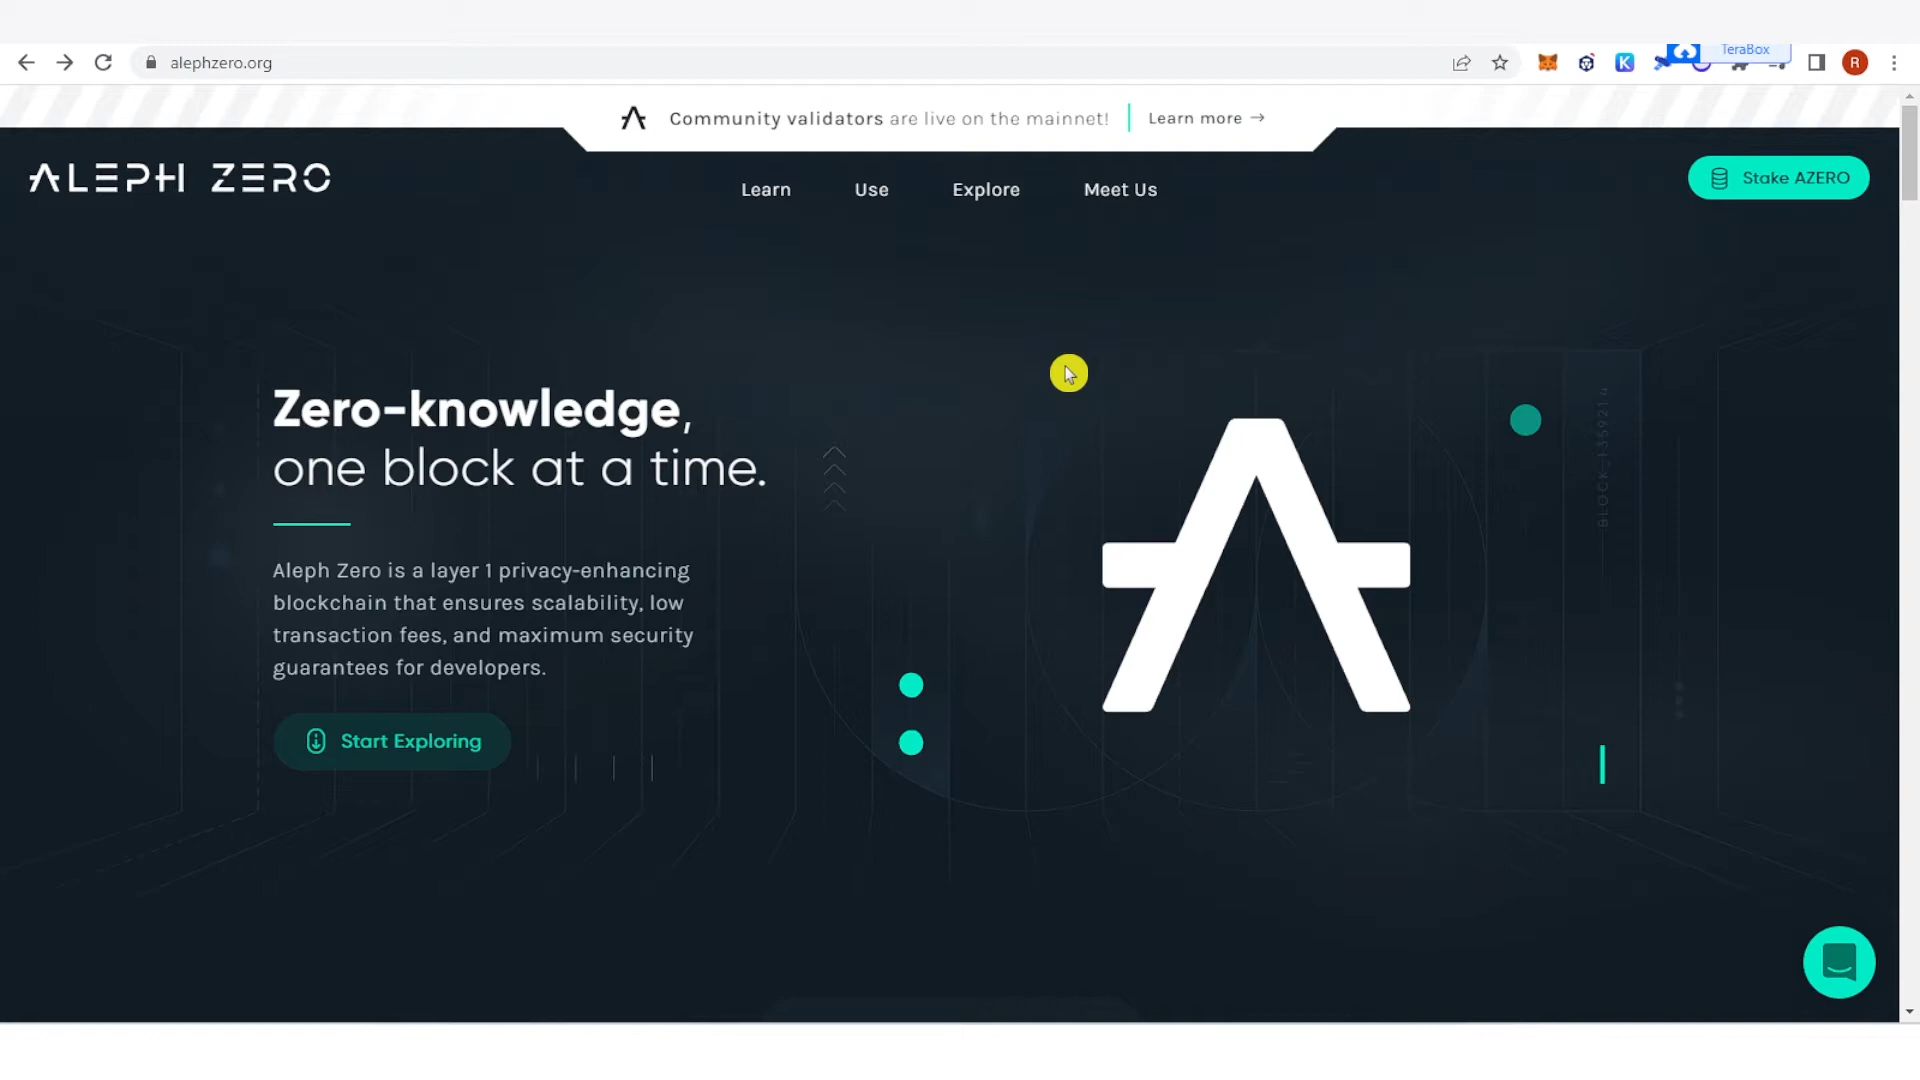 TeraBox
alephzero.org
K
R
Community validators are live on the mainnet! Learn more →
ALEPH ZERO
Learn Use Explore Meet Us
Stake AZERO
Zero-knowledge,
one block at a time.
Aleph Zero is a layer 1 privacy-enhancing
blockchain that ensures scalability, low
transaction fees, and maximum security
guarantees for developers.
Start Exploring